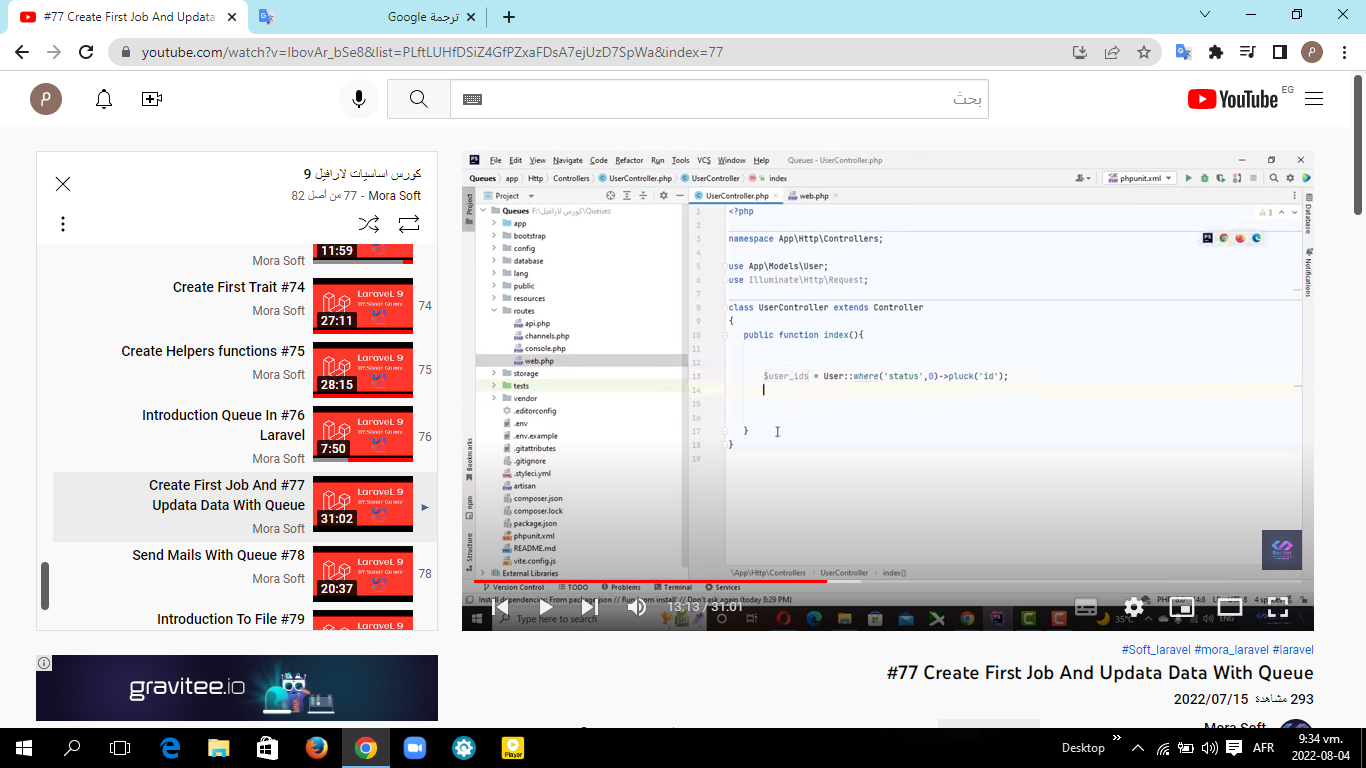 #77 Create First Job And Updata
ترجمة Google
youtube.com/watch?v=IbovAr_bSe8&list=PLftLUHfDSiZ4GfPZxaFDsA7ejUzD7SpWa&index=77
P
بحث
YouTube EG
كورس اساسيات لارافيل 9
Mora Soft - 77 من أصل 82
11:59
Mora Soft
Create First Trait #74
Mora Soft
27:11
74
Create Helpers functions #75
Mora Soft
28:15
75
Introduction Queue In #76
Laravel
Mora Soft
7:50
76
Create First Job And #77
Updata Data With Queue
Mora Soft
31:02
Send Mails With Queue #78
Mora Soft
20:37
78
Introduction To File #79
LaraveL 9
gravitee.io
File Edit View Navigate Code Refactor Run Tools VCS Window Help Queues - UserController.php
Queues app Http Controllers UserController.php UserController index
phpunit.xml
Project
UserController.php web.php
Queues F:\كورس لارافيل\Queues
app
bootstrap
config
database
lang
public
resources
routes
api.php
channels.php
console.php
web.php
storage
tests
vendor
.editorconfig
.env
.env.example
.gitattributes
.gitignore
.styleci.yml
artisan
composer.json
composer.lock
package.json
phpunit.xml
README.md
vite.config.js
External Libraries
Project
Bookmarks
npm
Structure
Database
Notifications
3
1 <?php
2
3 namespace App\Http\Controllers;
4
5 use App\Models\User;
6 use Illuminate\Http\Request;
7
8 class UserController extends Controller
9 {
10 public function index(){
11
12
13 $user_ids = User::where('status',0)->pluck('id');
14
15
16
17 }
18 }
19
\App\Http\Controllers UserController index()
Version Control TODO Problems Terminal Services
13:13 / 31:01
Type here to search
35°C
ENG
#Soft_laravel #mora_laravel #laravel
#77 Create First Job And Updata Data With Queue
293 مشاهدة 2022/07/15
Mora Soft
Player
Desktop
AFR
9:34 vm.
2022-08-04